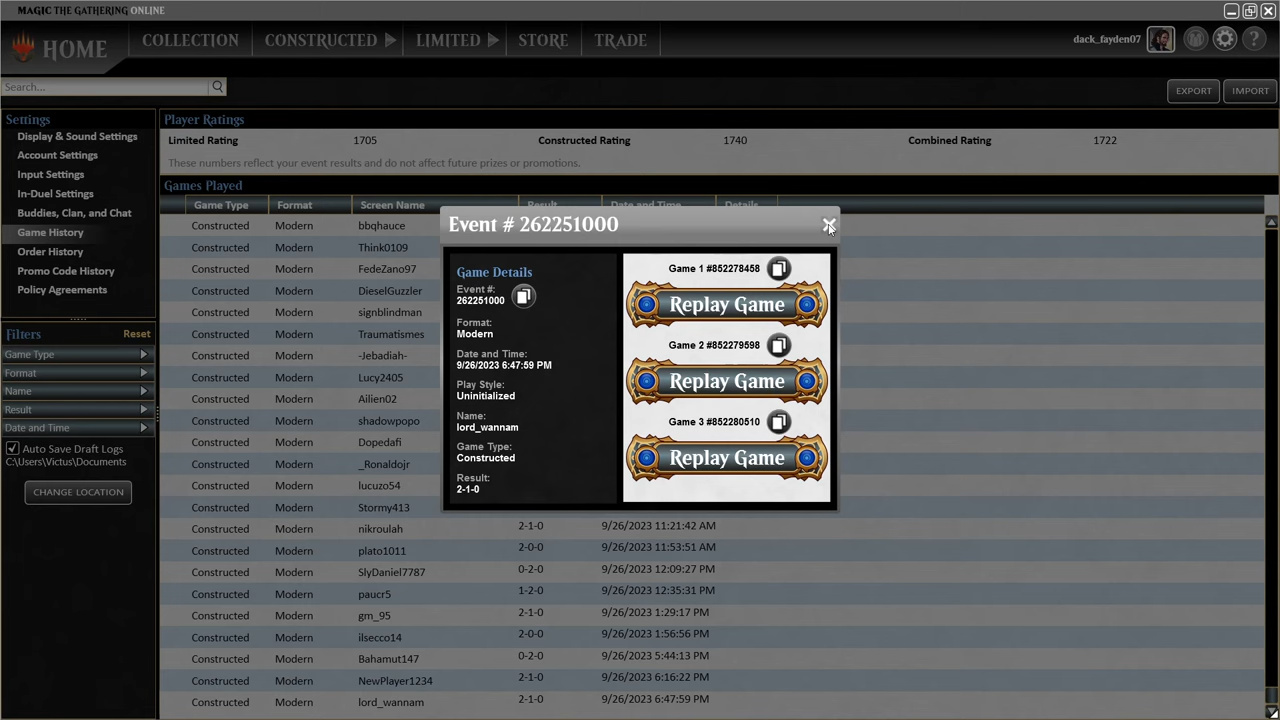 MAGIC THE GATHERING ONLINE
HOME COLLECTION CONSTRUCTED LIMITED STORE TRADE dack_fayden07 ?
Search... EXPORT IMPORT
Settings
Display & Sound Settings
Account Settings
Input Settings
In-Duel Settings
Buddies, Clan, and Chat
Game History
Order History
Promo Code History
Policy Agreements
Filters Reset
Game Type
Format
Name
Result
Date and Time
Auto Save Draft Logs
C:\Users\Victus\Documents
CHANGE LOCATION
Player Ratings
Limited Rating 1705 Constructed Rating 1740 Combined Rating 1722
These numbers reflect your event results and do not affect future prizes or promotions.
Games Played
Game Type Format Screen Name Result Date and Time Details
Constructed Modern bbqhauce
Constructed Modern Think0109
Constructed Modern FedeZano97
Constructed Modern DieselGuzzler
Constructed Modern signblindman
Constructed Modern Traumatismes
Constructed Modern -Jebadiah-
Constructed Modern Lucy2405
Constructed Modern Ailien02
Constructed Modern shadowpopo
Constructed Modern Dopedafi
Constructed Modern _Ronaldojr
Constructed Modern lucuzo54
Constructed Modern Stormy413
Constructed Modern nikroulah 2-1-0 9/26/2023 11:21:42 AM
Constructed Modern plato1011 2-0-0 9/26/2023 11:53:51 AM
Constructed Modern SlyDaniel7787 0-2-0 9/26/2023 12:09:27 PM
Constructed Modern paucr5 1-2-0 9/26/2023 12:35:31 PM
Constructed Modern gm_95 2-1-0 9/26/2023 1:29:17 PM
Constructed Modern ilsecco14 2-0-0 9/26/2023 1:56:56 PM
Constructed Modern Bahamut147 0-2-0 9/26/2023 5:44:13 PM
Constructed Modern NewPlayer1234 2-1-0 9/26/2023 6:16:22 PM
Constructed Modern lord_wannam 2-1-0 9/26/2023 6:47:59 PM
Event # 262251000
Game Details
Event #:
262251000
Format:
Modern
Date and Time:
9/26/2023 6:47:59 PM
Play Style:
Uninitialized
Name:
lord_wannam
Game Type:
Constructed
Result:
2-1-0
Game 1 #852278458
Replay Game
Game 2 #852279598
Replay Game
Game 3 #852280510
Replay Game